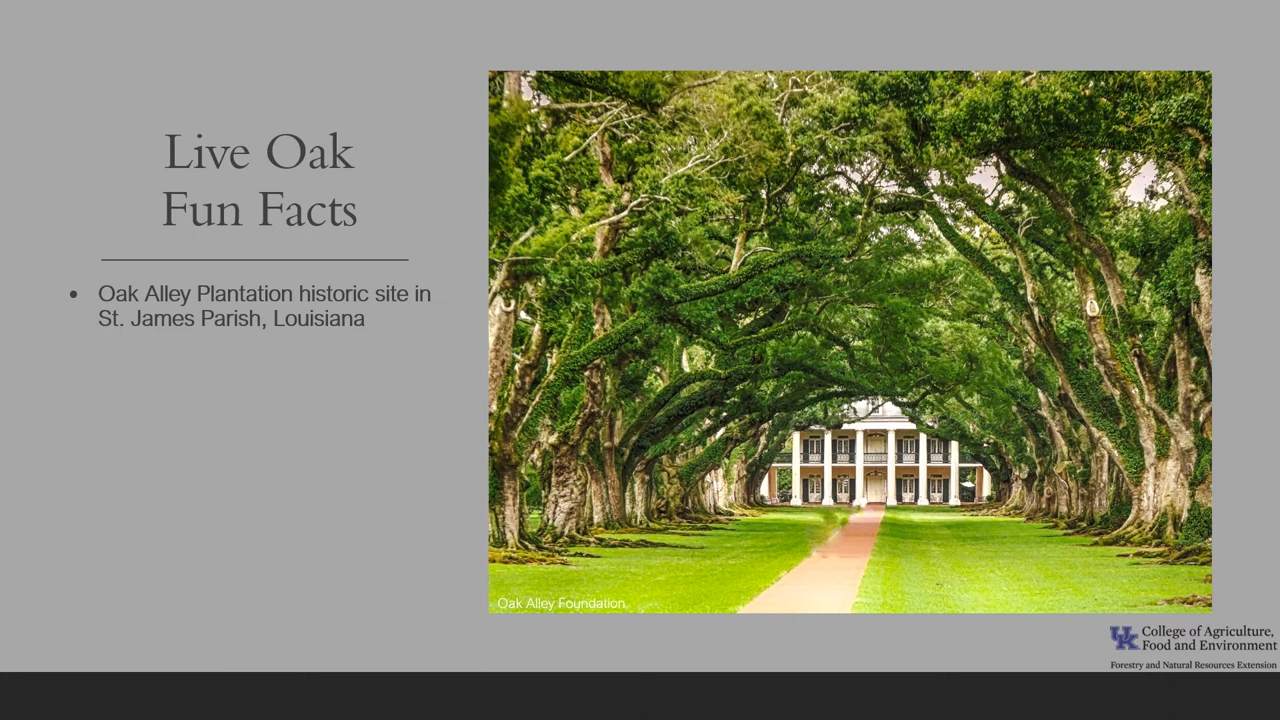 Live Oak
Fun Facts
• Oak Alley Plantation historic site in
St. James Parish, Louisiana
Oak Alley Foundation
UK College of Agriculture,
Food and Environment
Forestry and Natural Resources Extension